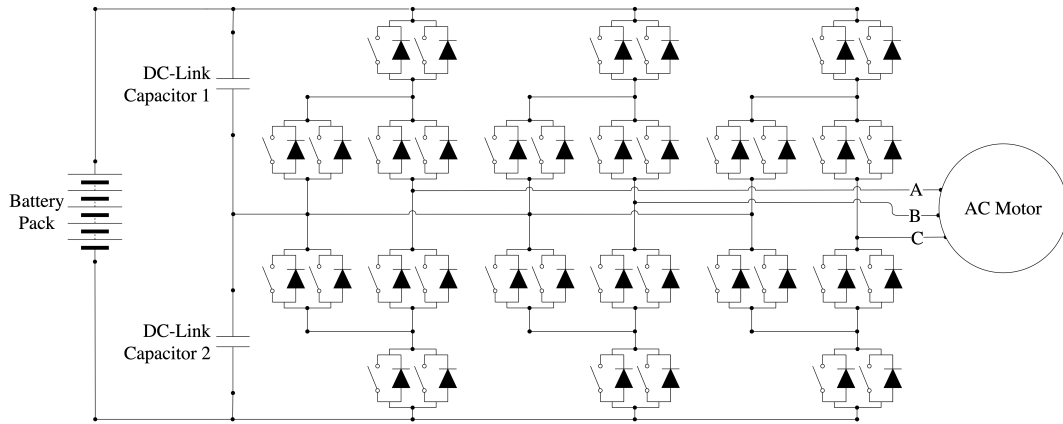 DC-Link
Capacitor 1
Battery
Pack
A
B
C
AC Motor
DC-Link
Capacitor 2